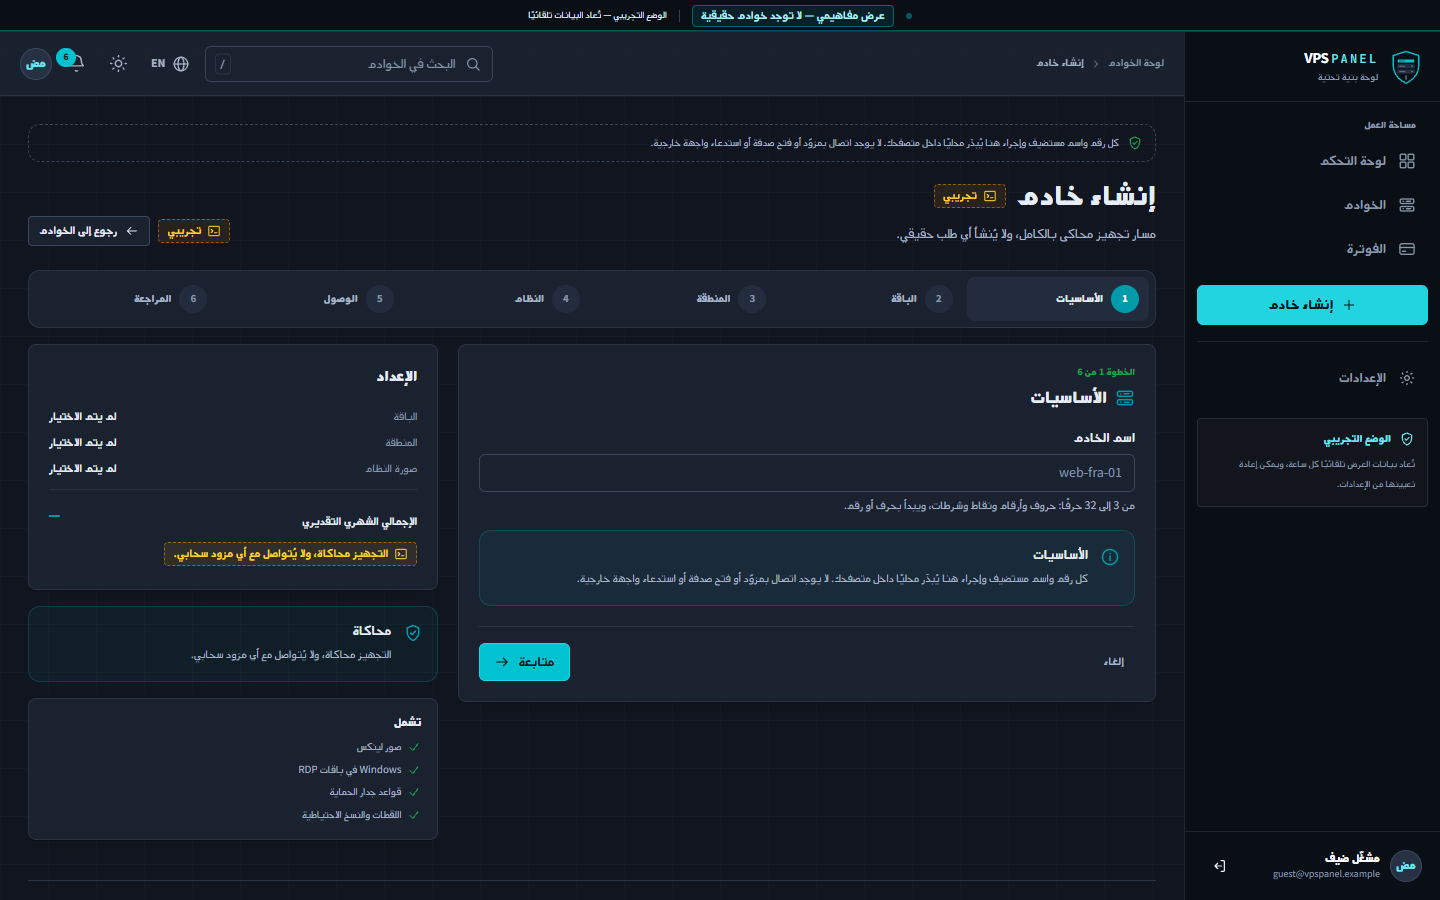 عرض مفاهيمي — لا توجد خوادم حقيقية
الوضع التجريبي — تُعاد البيانات تلقائيًا
VPSPANEL
لوحة بنية تحتية
لوحة الخوادم › إنشاء خادم
البحث في الخوادم /
EN
6
مض
مساحة العمل
لوحة التحكم
الخوادم
الفوترة
إنشاء خادم
الإعدادات
الوضع التجريبي
تُعاد بيانات العرض تلقائيًا كل ساعة، ويمكن إعادة
تعيينها من الإعدادات.
مض
مشغّل ضيف
guest@vpspanel.example
كل رقم واسم مستضيف وإجراء هنا يُبذَر محليًا داخل متصفحك. لا يوجد اتصال بمزوّد أو فتح صدفة أو استدعاء واجهة خارجية.
إنشاء خادم
تجريبي
مسار تجهيز محاكى بالكامل، ولا يُنشأ أي طلب حقيقي.
تجريبي
رجوع إلى الخوادم
1 الأساسيات
2 الباقة
3 المنطقة
4 النظام
5 الوصول
6 المراجعة
الخطوة 1 من 6
الأساسيات
اسم الخادم
web-fra-01
من 3 إلى 32 حرفًا: حروف وأرقام ونقاط وشرطات، ويبدأ بحرف أو رقم.
الأساسيات
كل رقم واسم مستضيف وإجراء هنا يُبذَر محليًا داخل متصفحك. لا يوجد اتصال بمزوّد أو فتح صدفة أو استدعاء واجهة خارجية.
إلغاء
متابعة
الإعداد
الباقة لم يتم الاختيار
المنطقة لم يتم الاختيار
صورة النظام لم يتم الاختيار
الإجمالي الشهري التقديري —
التجهيز محاكاة، ولا يُتواصل مع أي مزود سحابي.
محاكاة
التجهيز محاكاة، ولا يُتواصل مع أي مزود سحابي.
تشمل
صور لينكس
Windows في باقات RDP
قواعد جدار الحماية
اللقطات والنسخ الاحتياطية